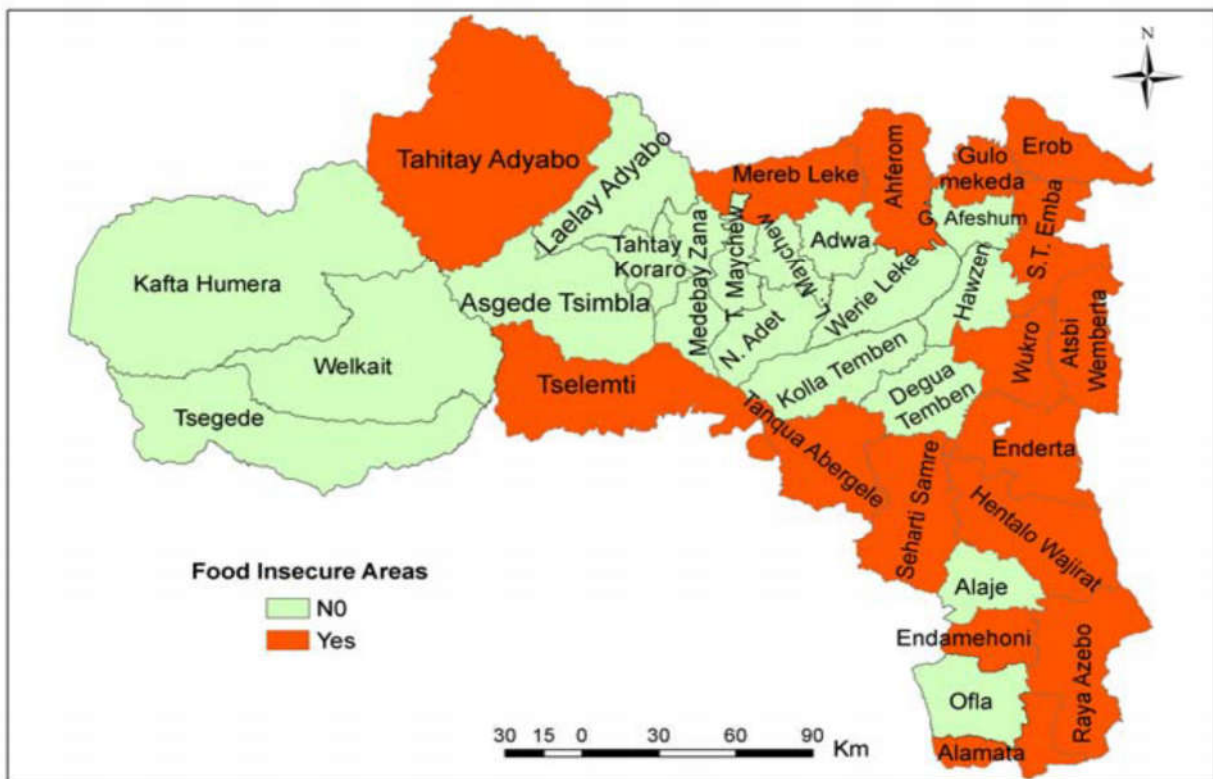 N
Tahitay Adyabo
Laelay Adyabo
Mereb Leke
Ahferom
Gulo
mekeda
Erob
G. Afeshum
S.T. Emba
Kafta Humera
Tahtay
Koraro
Medebay Zana
T. Maychew
L. Maychew
Adwa
Werie Leke
Hawzen
Asgede Tsimbla
N. Adet
Wukro
Atsbi
Wemberta
Welkait
Tselemti
Kolla Temben
Degua
Temben
Tsegede
Tanqua Abergele
Seharti Samre
Enderta
Hentalo Wajirat
Food Insecure Areas
N0
Yes
Alaje
Endamehoni
Raya Azebo
Ofla
Alamata
30 15 0 30 60 90
Km